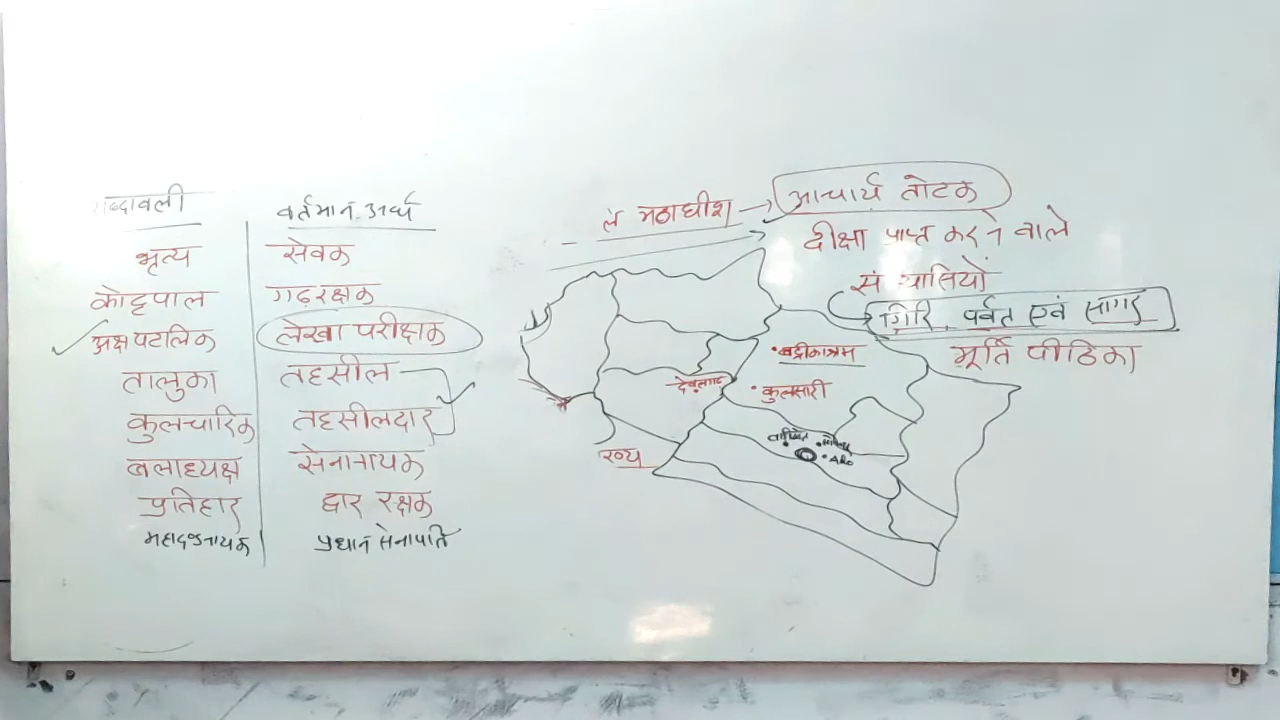 शब्दावली वर्तमान अर्थ
भृत्य सेवक
कोट्टपाल गढ़रक्षक
अक्षपटलिक लेखा परीक्षक
तालुका तहसील
कुलचारिक तहसीलदार
बलाध्यक्ष सेनानायक
प्रतिहार द्वार रक्षक
महादण्डनायक प्रधान सेनापति
मठाधीश → आचार्य तोटक
दीक्षा प्राप्त करने वाले
संन्यासियों
गिरि, पर्वत एवं सागर
मूर्ति पीठिका
बद्रीकाश्रम
देवलगढ़
कुलसारी